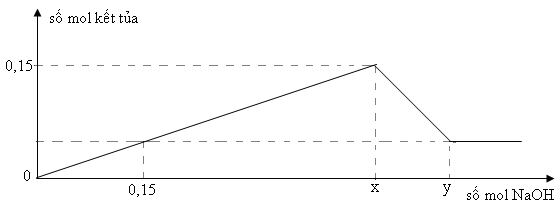 số mol kết tủa
0,15
0
0,15
x
y
số mol NaOH